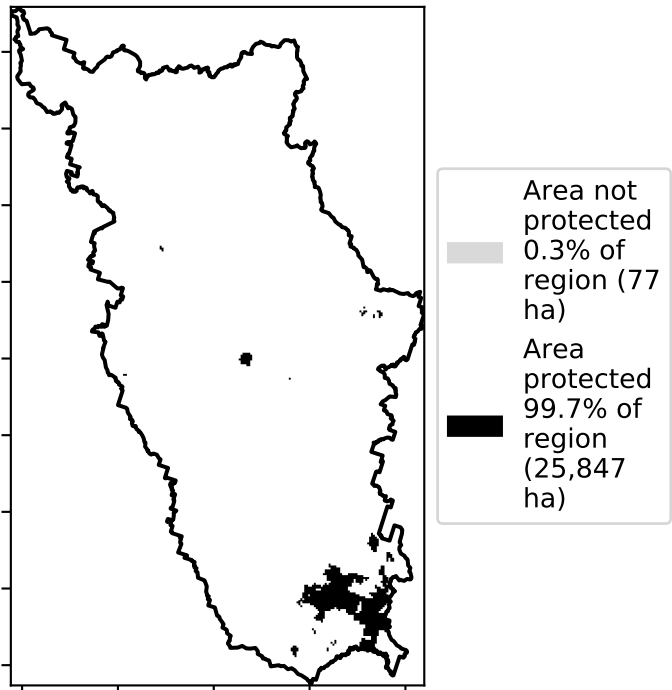 Area not
protected
0.3% of
region (77
ha)
Area
protected
99.7% of
region
(25,847
ha)